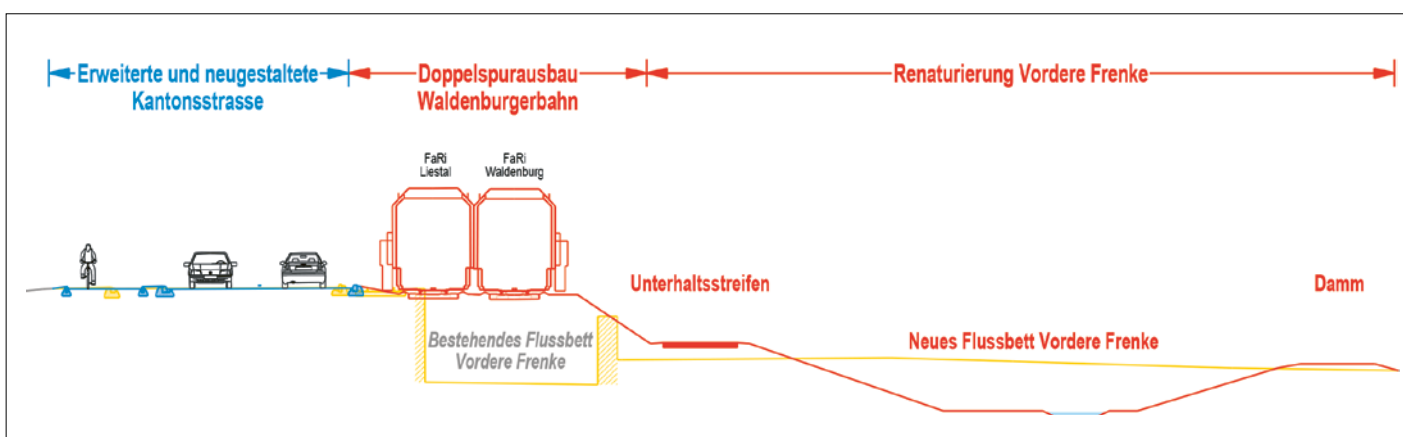 Erweiterte und neugestaltete
Kantonsstrasse
Doppelspurausbau
Waldenburgerbahn
Renaturierung Vordere Frenke
FaRi
Liestal
FaRi
Waldenburg
Unterhaltsstreifen
Damm
Bestehendes Flussbett
Vordere Frenke
Neues Flussbett Vordere Frenke